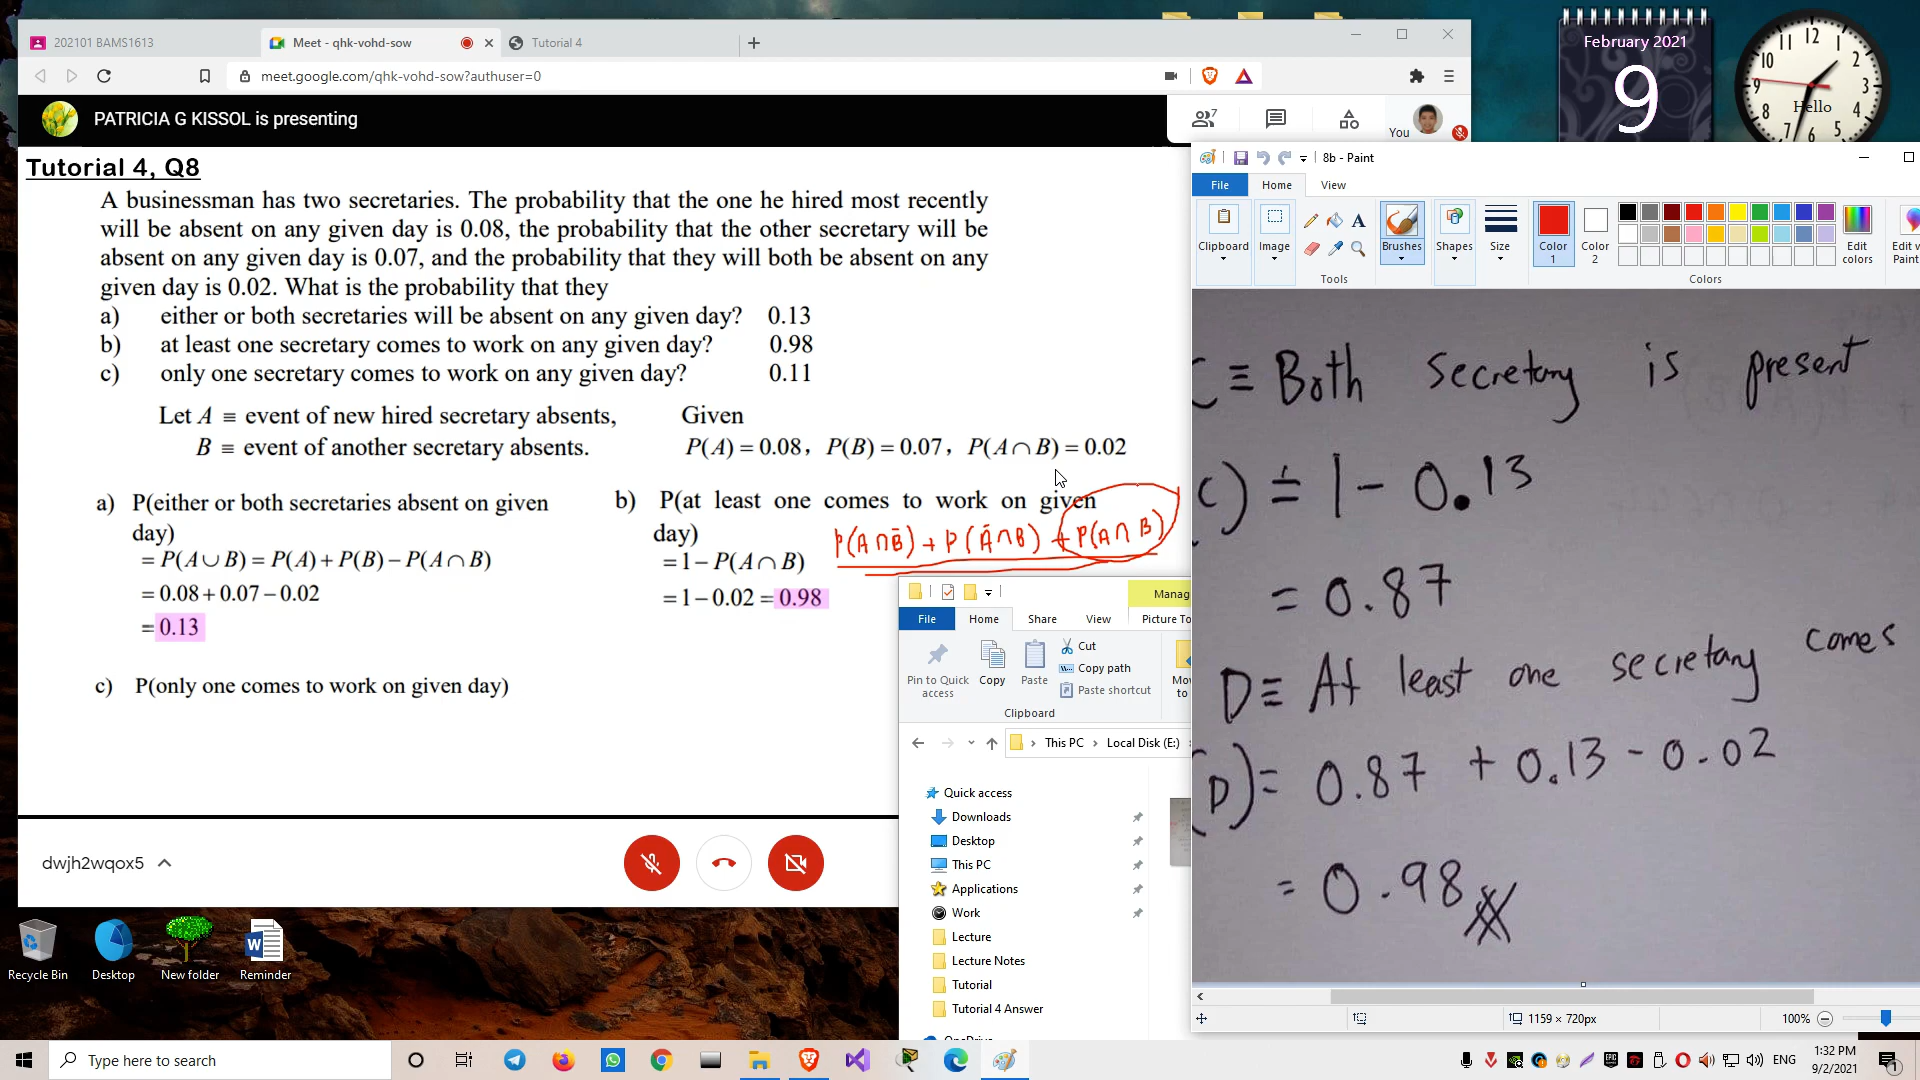 202101 BAMS1613
Meet - qhk-vohd-sow
Tutorial 4
meet.google.com/qhk-vohd-sow?authuser=0
PATRICIA G KISSOL is presenting
7
You
February 2021
9
Hello
Tutorial 4, Q8
A businessman has two secretaries. The probability that the one he hired most recently
will be absent on any given day is 0.08, the probability that the other secretary will be
absent on any given day is 0.07, and the probability that they will both be absent on any
given day is 0.02. What is the probability that they
a) either or both secretaries will be absent on any given day? 0.13
b) at least one secretary comes to work on any given day? 0.98
c) only one secretary comes to work on any given day? 0.11
Let A ≡ event of new hired secretary absents,
B ≡ event of another secretary absents.
Given
P(A) = 0.08, P(B) = 0.07, P(A∩B) = 0.02
a) P(either or both secretaries absent on given
day)
= P(A∪B) = P(A)+P(B)−P(A∩B)
= 0.08+0.07−0.02
= 0.13
b) P(at least one comes to work on given
day)
= 1−P(A∩B)
= 1−0.02 = 0.98
P(A∩B̄) + P(Ā∩B) + P(A∩B)
c) P(only one comes to work on given day)
dwjh2wqox5
8b - Paint
File
Home
View
Clipboard
Image
Tools
Brushes
Shapes
Size
Color
1
Color
2
Edit
colors
Edit
Paint
Colors
C ≡ Both secretary is present
C) = 1 - 0.13
= 0.87
D ≡ At least one secretary comes
(D) = 0.87 + 0.13 - 0.02
= 0.98
1159 × 720px
100%
Manag
File
Home
Share
View
Picture To
Pin to Quick
access
Copy
Paste
Cut
Copy path
Paste shortcut
Mov
to
Clipboard
This PC
Local Disk (E:)
Quick access
Downloads
Desktop
This PC
Applications
Work
Lecture
Lecture Notes
Tutorial
Tutorial 4 Answer
OneDrive
Recycle Bin
Desktop
New folder
Reminder
Type here to search
ENG
1:32 PM
9/2/2021